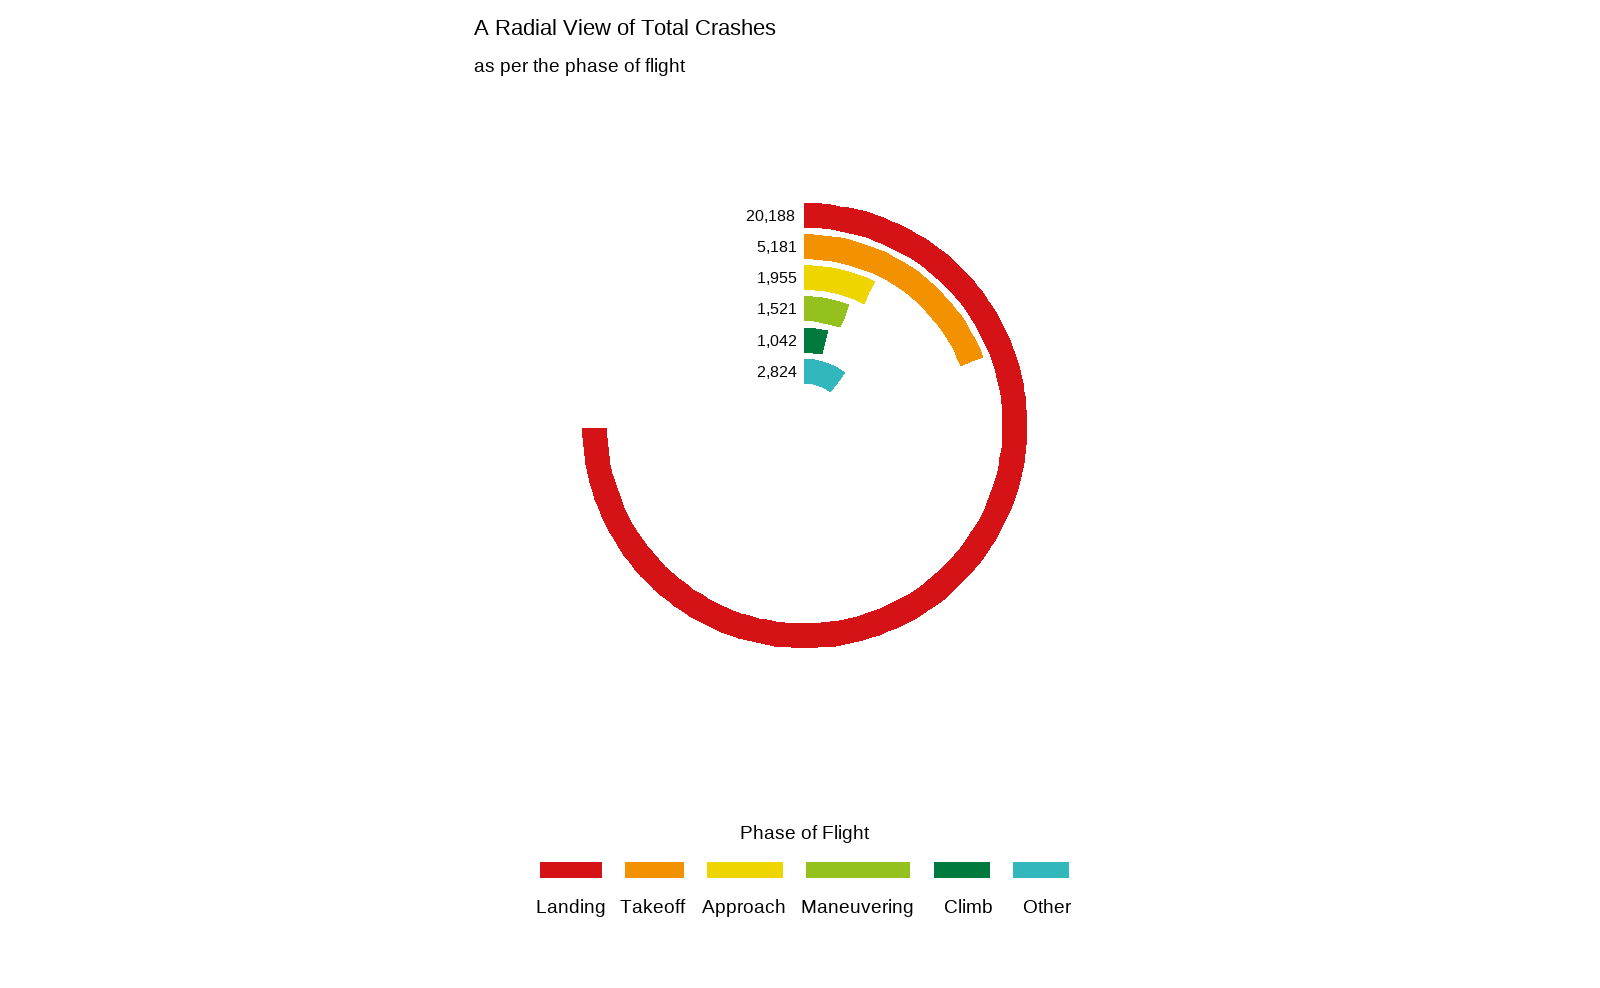 A Radial View of Total Crashes
as per the phase of flight
20,188
5,181
1,955
1,521
1,042
2,824
Phase of Flight
Landing Takeoff Approach Maneuvering Climb Other